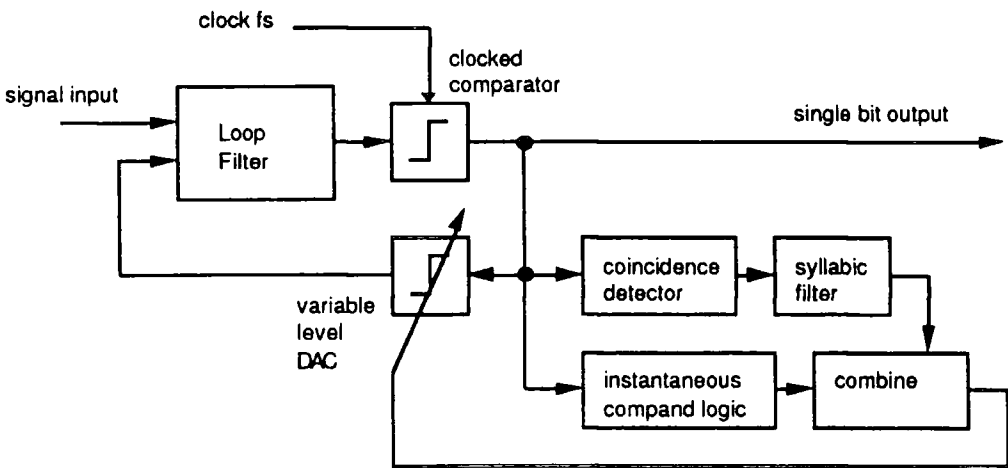 clock fs
clocked
comparator
signal input
Loop
Filter
single bit output
variable
level
DAC
coincidence
detector
syllabic
filter
instantaneous
compand logic
combine